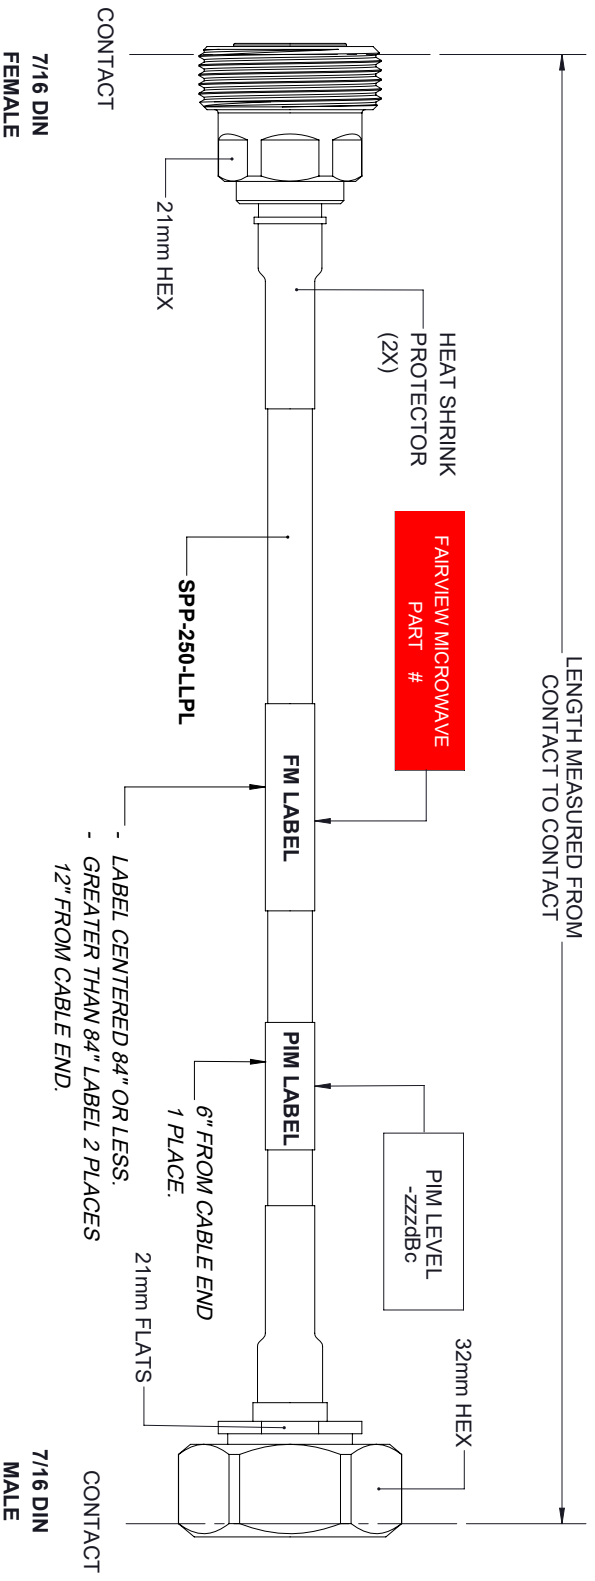 LENGTH MEASURED FROM
CONTACT TO CONTACT
HEAT SHRINK
PROTECTOR
(2X)
FAIRVIEW MICROWAVE
PART #
PIM LEVEL
-zzzdBc
32mm HEX
FM LABEL
PIM LABEL
21mm HEX
SPP-250-LLPL
6" FROM CABLE END
1 PLACE.
21mm FLATS
- LABEL CENTERED 84" OR LESS.
- GREATER THAN 84" LABEL 2 PLACES
12" FROM CABLE END.
CONTACT
7/16 DIN
FEMALE
CONTACT
7/16 DIN
MALE